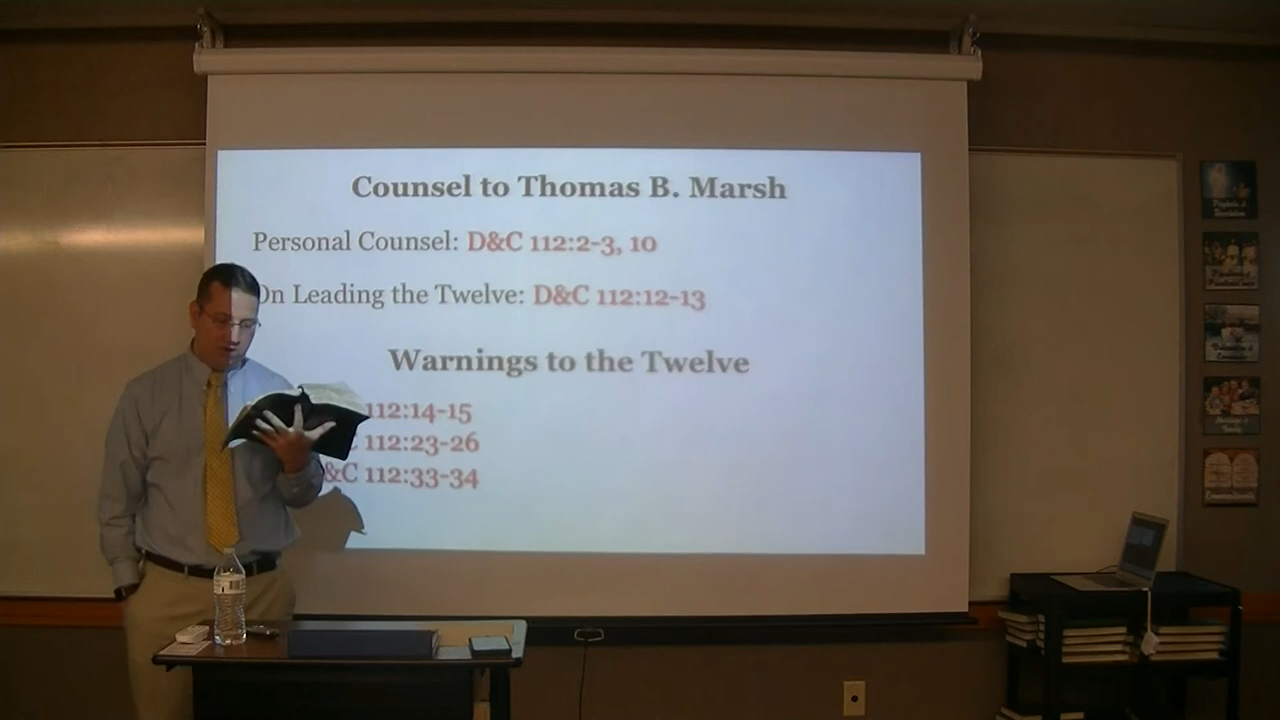 Counsel to Thomas B. Marsh
Personal Counsel: D&C 112:2-3, 10
On Leading the Twelve: D&C 112:12-13
Warnings to the Twelve
112:14-15
C 112:23-26
&C 112:33-34